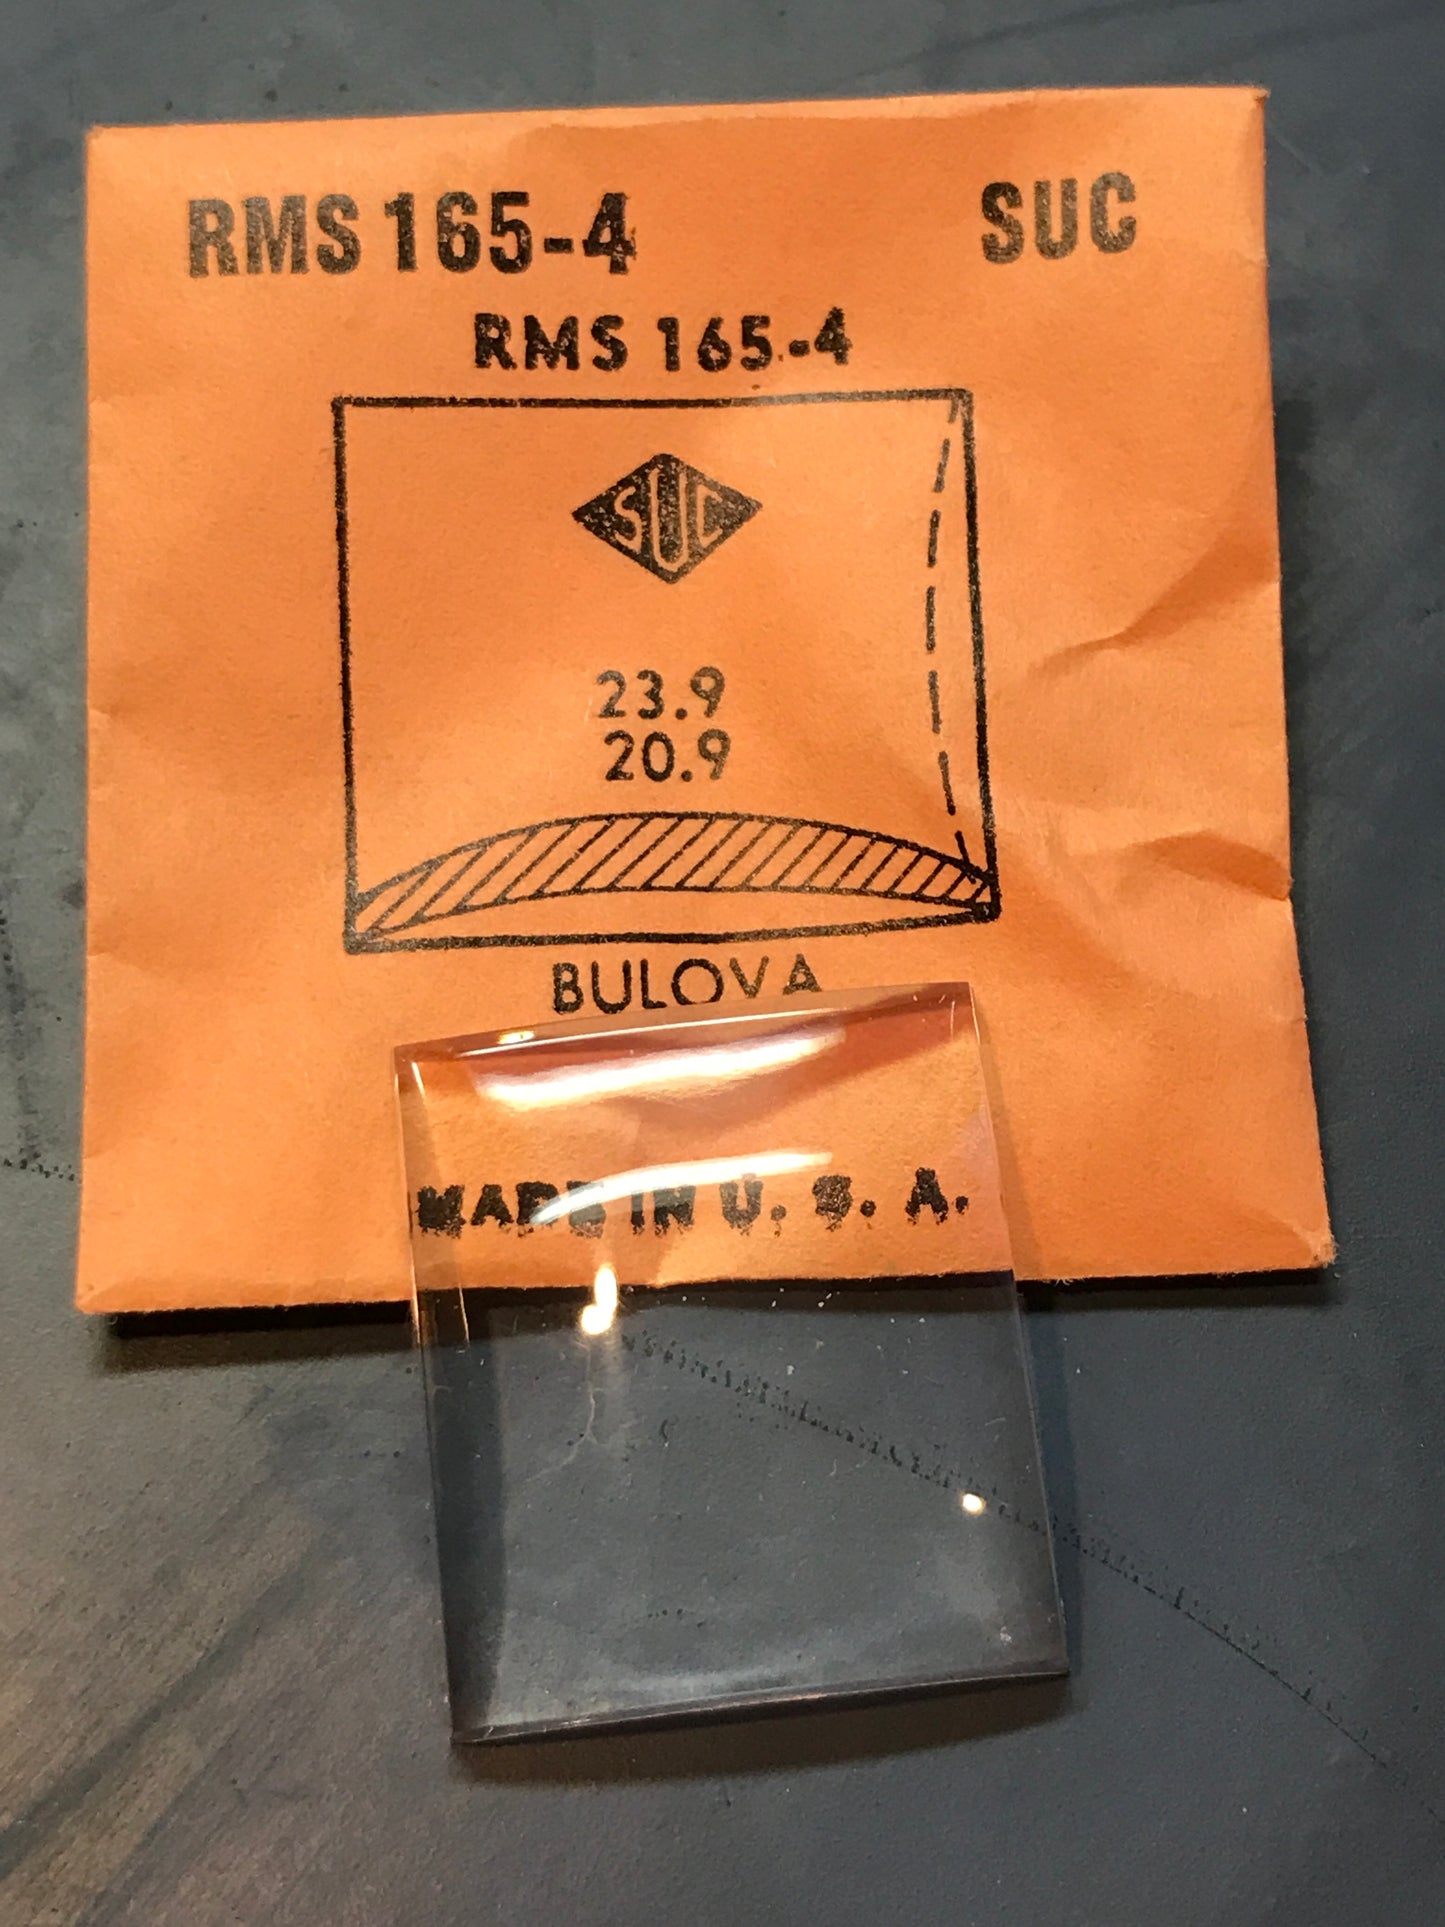 RMS 165-4 SUC
RMS 165-4
SUC
23.9
20.9
BULOVA
MADE IN U. S. A.